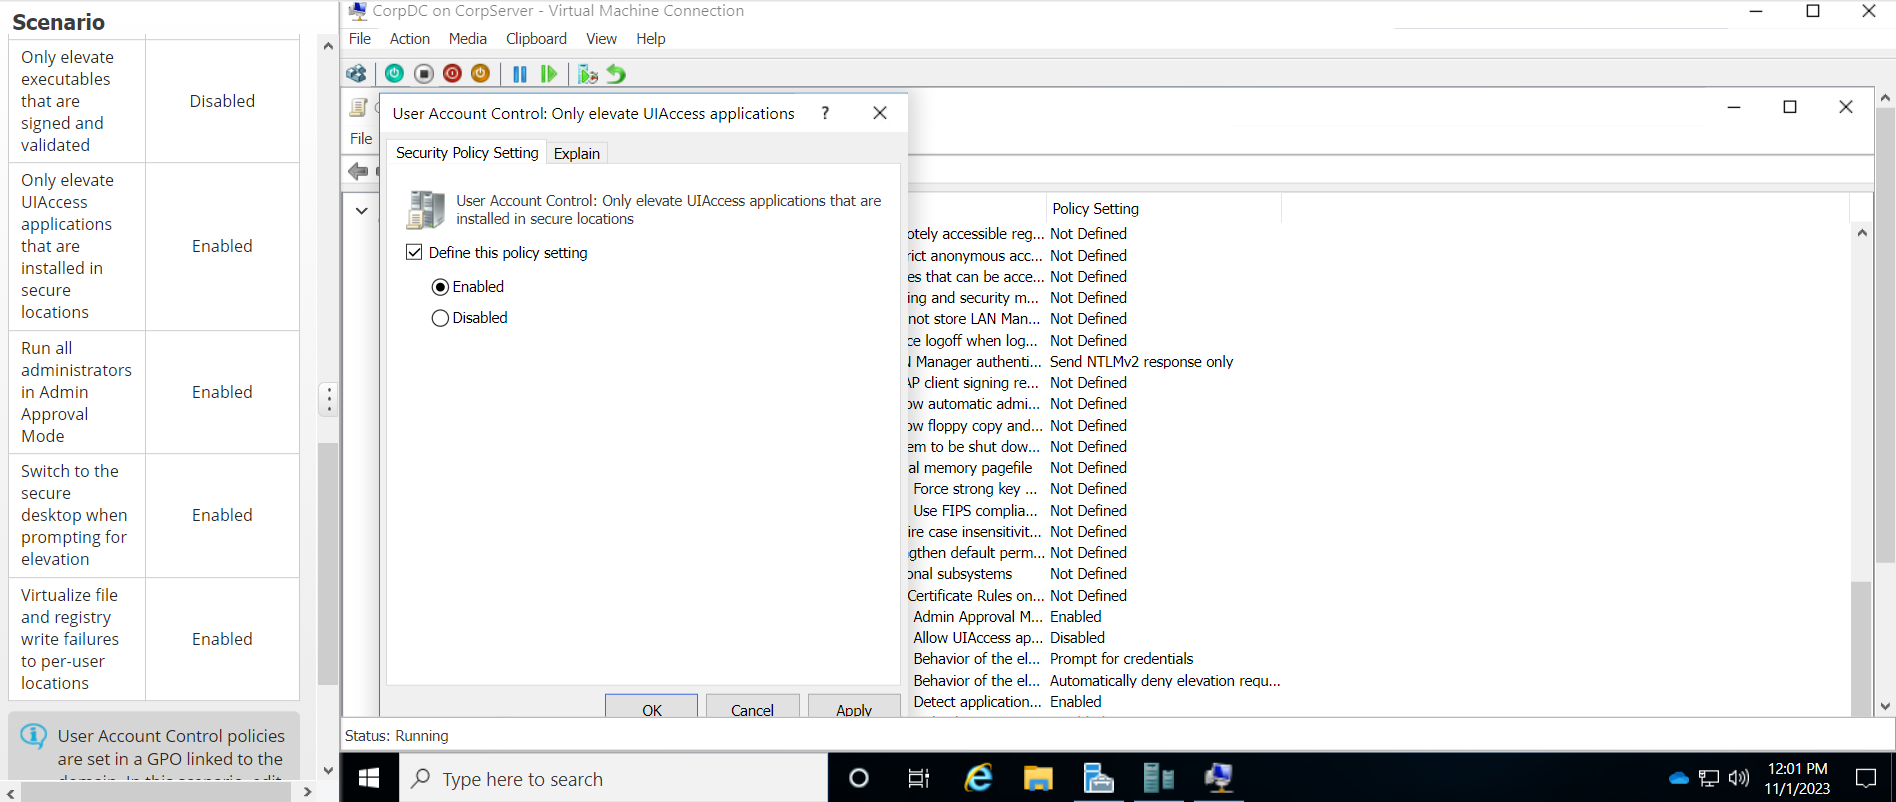 Scenario
Only elevate
executables
that are
signed and
validated
Disabled
Only elevate
UIAccess
applications
that are
installed in
secure
locations
Enabled
Run all
administrators
in Admin
Approval
Mode
Enabled
Switch to the
secure
desktop when
prompting for
elevation
Enabled
Virtualize file
and registry
write failures
to per-user
locations
Enabled
User Account Control policies
are set in a GPO linked to the
domain. In this scenario, edit
CorpDC on CorpServer - Virtual Machine Connection
File Action Media Clipboard View Help
File
User Account Control: Only elevate UIAccess applications ?
Security Policy Setting Explain
User Account Control: Only elevate UIAccess applications that are
installed in secure locations
Define this policy setting
Enabled
Disabled
OK Cancel Apply
Policy Setting
otely accessible reg... Not Defined
rict anonymous acc... Not Defined
es that can be acce... Not Defined
ing and security m... Not Defined
not store LAN Man... Not Defined
ce logoff when log... Not Defined
N Manager authenti... Send NTLMv2 response only
AP client signing re... Not Defined
ow automatic admi... Not Defined
ow floppy copy and... Not Defined
em to be shut dow... Not Defined
al memory pagefile Not Defined
Force strong key ... Not Defined
Use FIPS complia... Not Defined
ire case insensitivit... Not Defined
gthen default perm... Not Defined
onal subsystems Not Defined
Certificate Rules on... Not Defined
Admin Approval M... Enabled
Allow UIAccess ap... Disabled
Behavior of the el... Prompt for credentials
Behavior of the el... Automatically deny elevation requ...
Detect application... Enabled
Status: Running
Type here to search
12:01 PM
11/1/2023